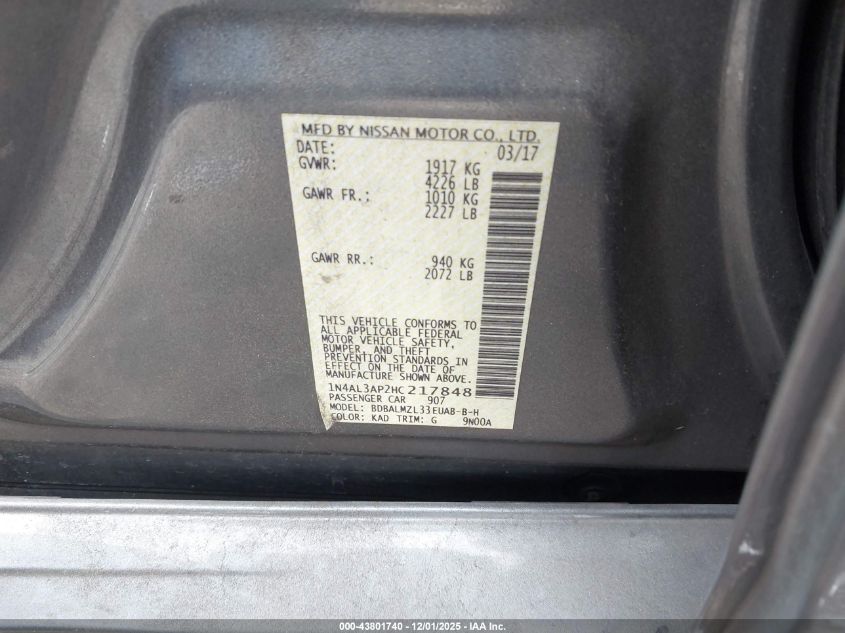 MFD BY NISSAN MOTOR CO., LTD.
DATE: 03/17
GVWR: 1917 KG
4226 LB
GAWR FR.: 1010 KG
2227 LB
GAWR RR.: 940 KG
2072 LB
THIS VEHICLE CONFORMS TO
ALL APPLICABLE FEDERAL
MOTOR VEHICLE SAFETY,
BUMPER, AND THEFT
PREVENTION STANDARDS IN
EFFECT ON THE DATE OF
MANUFACTURE SHOWN ABOVE.
1N4AL3AP2HC217848
PASSENGER CAR 907
MODEL: BDBALMZL33EUAB-B-H
COLOR: KAD TRIM: G 9N00A
000-43801740 - 12/01/2025 - IAA Inc.